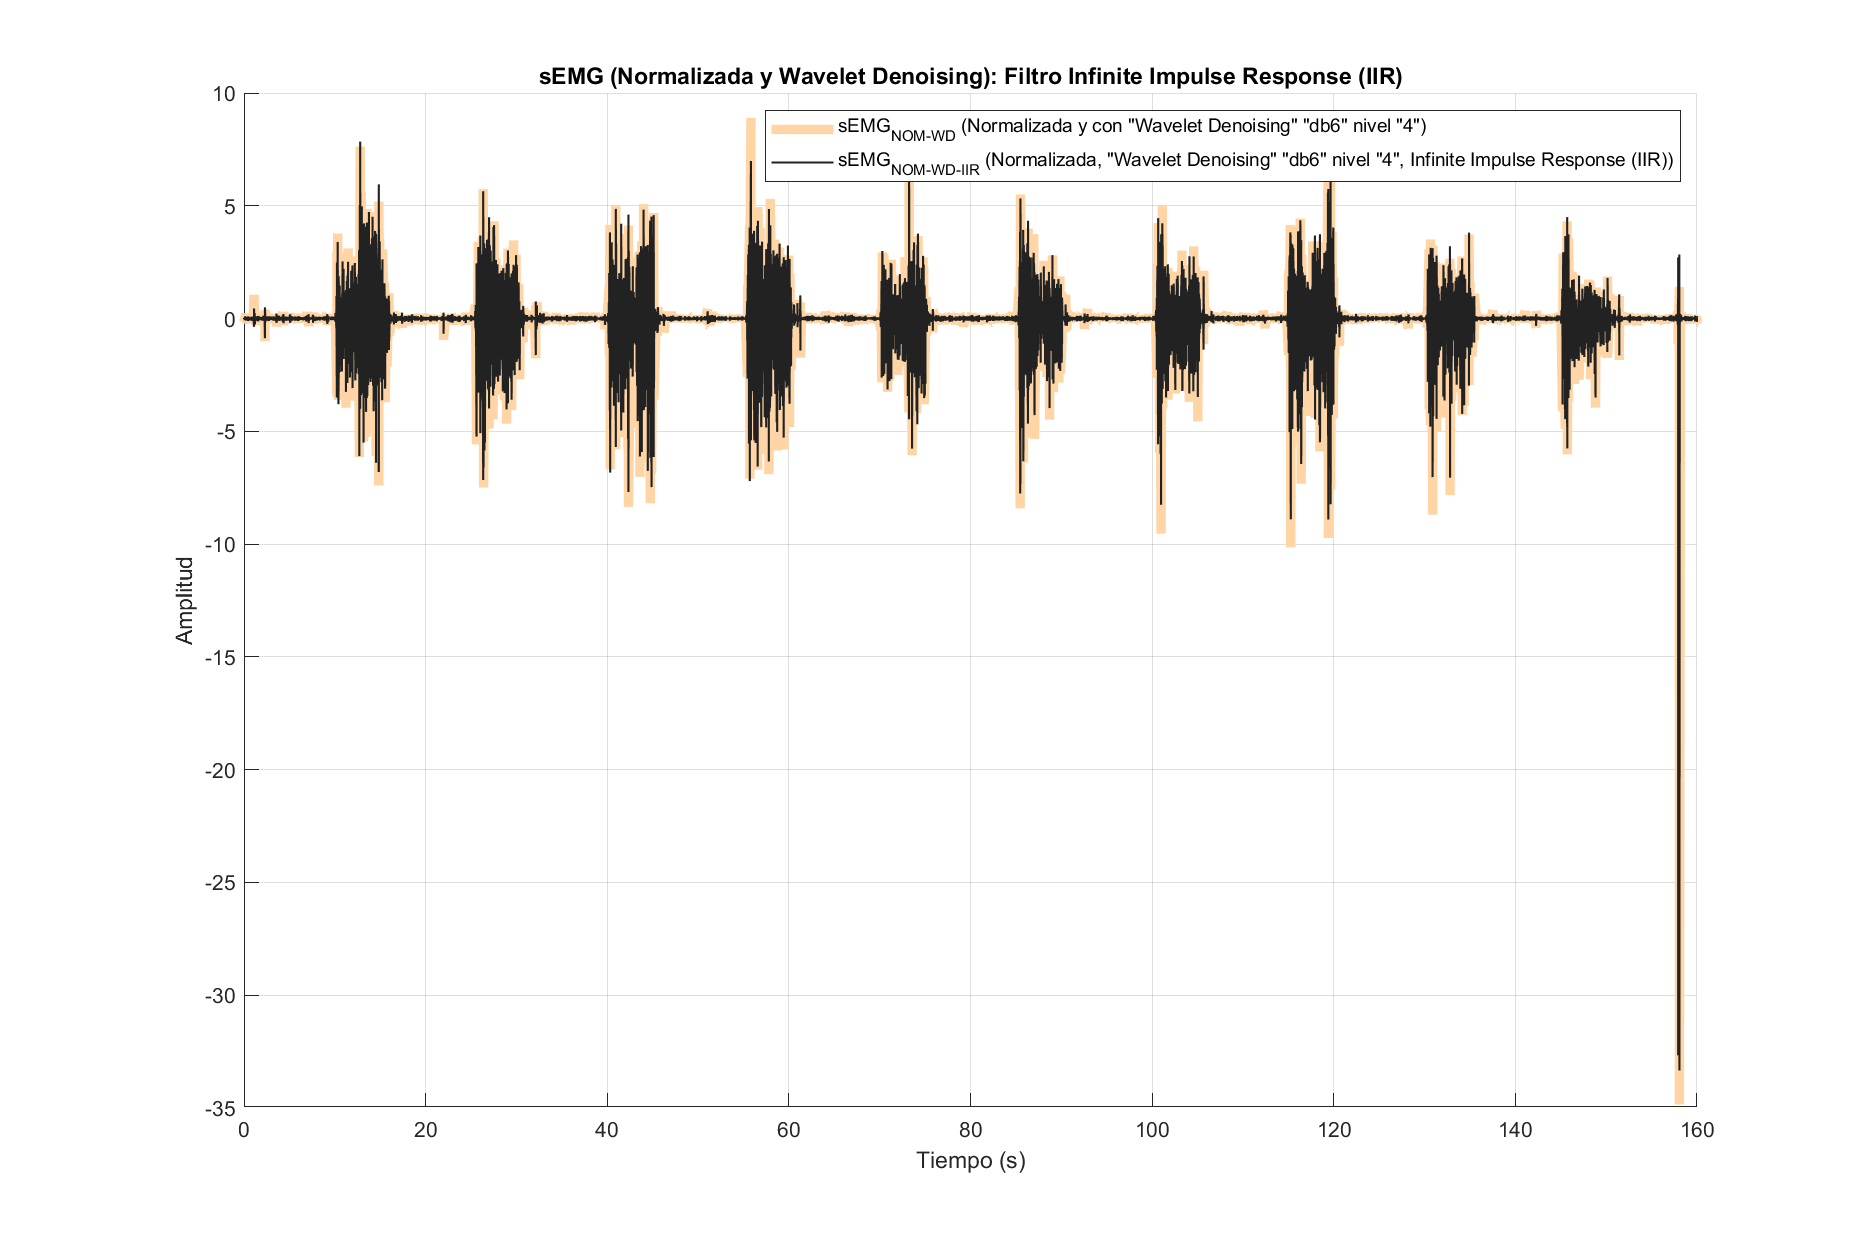 sEMG (Normalizada y Wavelet Denoising): Filtro Infinite Impulse Response (IIR)
sEMG_NOM-WD (Normalizada y con "Wavelet Denoising" "db6" nivel "4")
sEMG_NOM-WD-IIR (Normalizada, "Wavelet Denoising" "db6" nivel "4", Infinite Impulse Response (IIR))
Amplitud
10
5
0
-5
-10
-15
-20
-25
-30
-35
0 20 40 60 80 100 120 140 160
Tiempo (s)